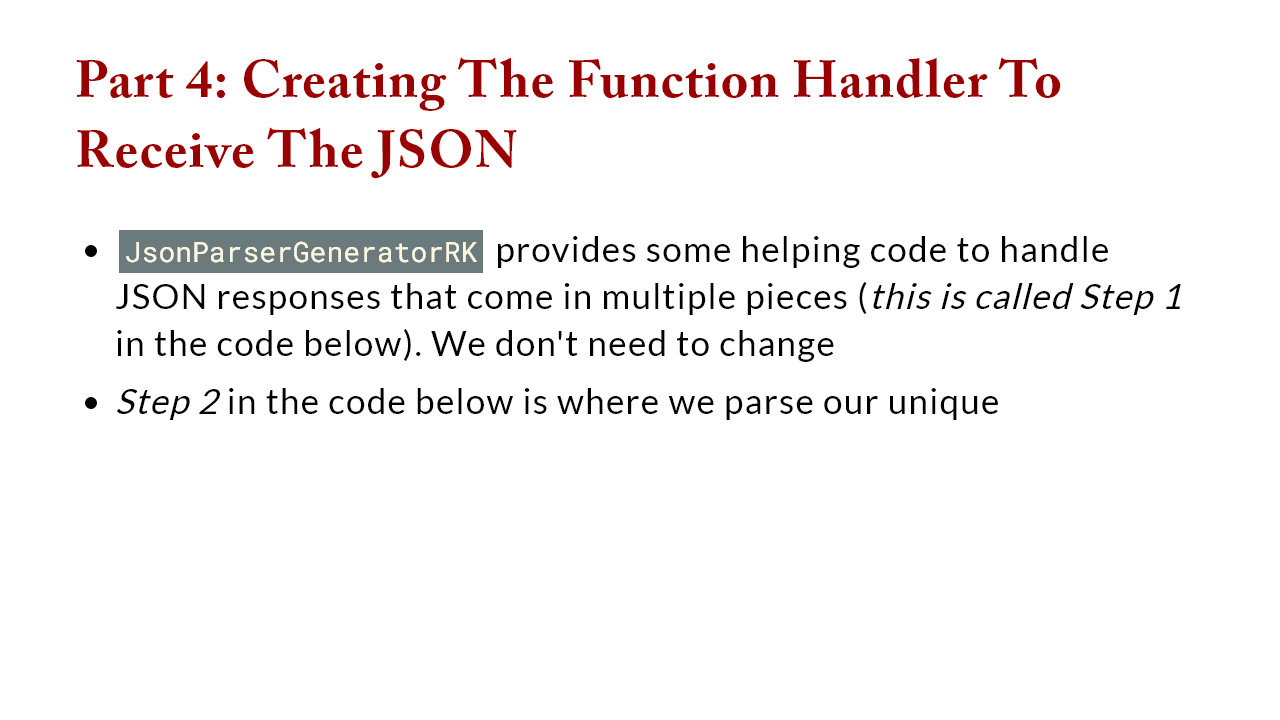 Part 4: Creating The Function Handler To
Receive The JSON
• JsonParserGeneratorRK provides some helping code to handle
JSON responses that come in multiple pieces (this is called Step 1
in the code below). We don't need to change
• Step 2 in the code below is where we parse our unique